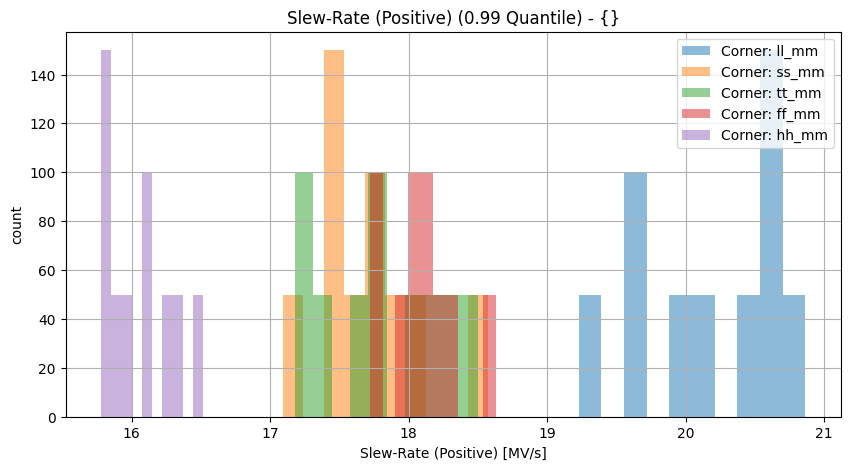 Slew-Rate (Positive) (0.99 Quantile) - {}
Corner: ll_mm
Corner: ss_mm
Corner: tt_mm
Corner: ff_mm
Corner: hh_mm
count
140
120
100
80
60
40
20
0
16 17 18 19 20 21
Slew-Rate (Positive) [MV/s]